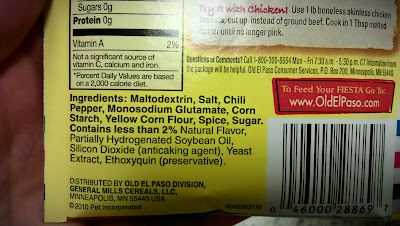 Sugars 0g
Protein 0g
Vitamin A 2%
Not a significant source of
vitamin C, calcium and iron.
*Percent Daily Values are based
on a 2,000 calorie diet.
Try it with Chicken! Use 1 lb boneless skinless chicken
breasts, cut up, instead of ground beef. Cook in 1 Tbsp melted
butter until no longer pink.
Questions or Comments? Call 1-800-300-8664 Mon - Fri 7:30 a.m. - 5:30 p.m. CT Information from
the package will be helpful. Old El Paso Consumer Services, P.O. Box 200, Minneapolis, MN 55440
To Feed Your FIESTA Go To:
www.OldElPaso.com
Ingredients: Maltodextrin, Salt, Chili
Pepper, Monosodium Glutamate, Corn
Starch, Yellow Corn Flour, Spice, Sugar.
Contains less than 2% Natural Flavor,
Partially Hydrogenated Soybean Oil,
Silicon Dioxide (anticaking agent), Yeast
Extract, Ethoxyquin (preservative).
DISTRIBUTED BY OLD EL PASO DIVISION,
GENERAL MILLS CEREALS, LLC,
MINNEAPOLIS, MN 55440 USA
© 2010 Pet Incorporated
0 46000 28869 7